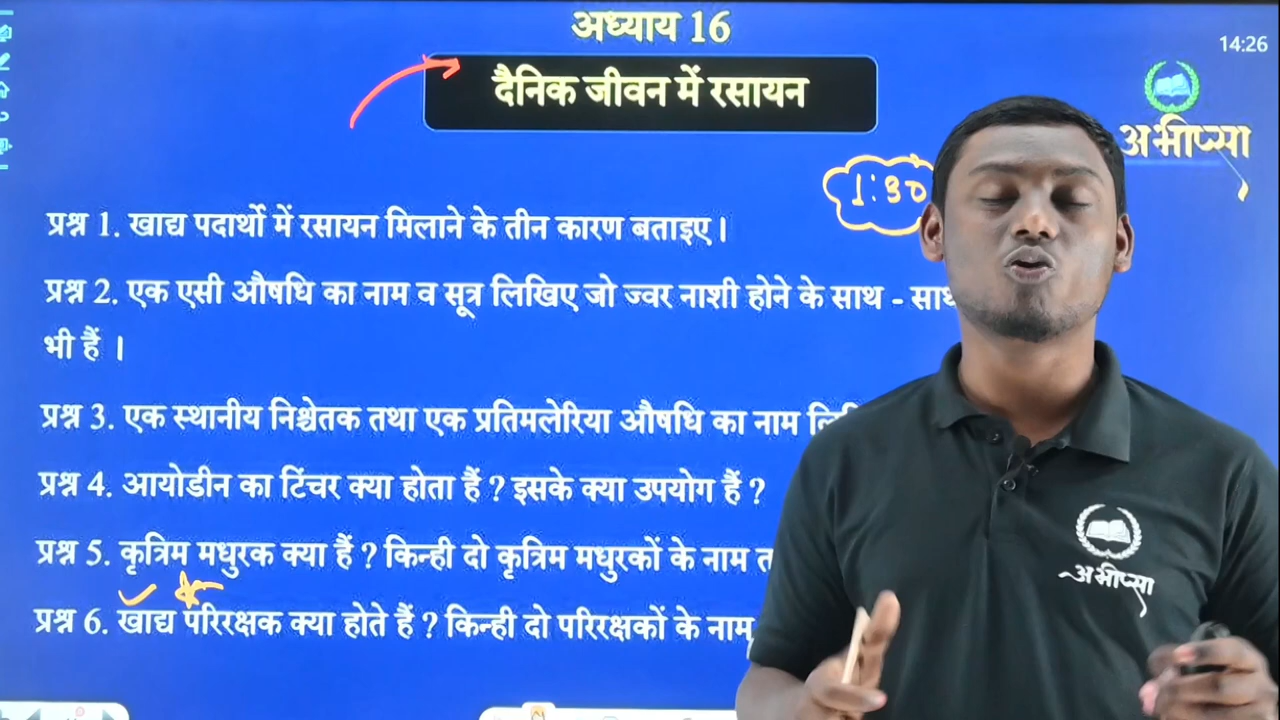 अध्याय 16
14:26
दैनिक जीवन में रसायन
अभीप्सा
1:30
प्रश्न 1. खाद्य पदार्थो में रसायन मिलाने के तीन कारण बताइए ।
प्रश्न 2. एक एसी औषधि का नाम व सूत्र लिखिए जो ज्वर नाशी होने के साथ - साथ
भी हैं ।
प्रश्न 3. एक स्थानीय निश्चेतक तथा एक प्रतिमलेरिया औषधि का नाम
प्रश्न 4. आयोडीन का टिंचर क्या होता हैं ? इसके क्या उपयोग हैं ?
प्रश्न 5. कृत्रिम मधुरक क्या हैं ? किन्ही दो कृत्रिम मधुरकों के नाम
प्रश्न 6. खाद्य परिरक्षक क्या होते हैं ? किन्ही दो परिरक्षकों के नाम
अभीप्सा